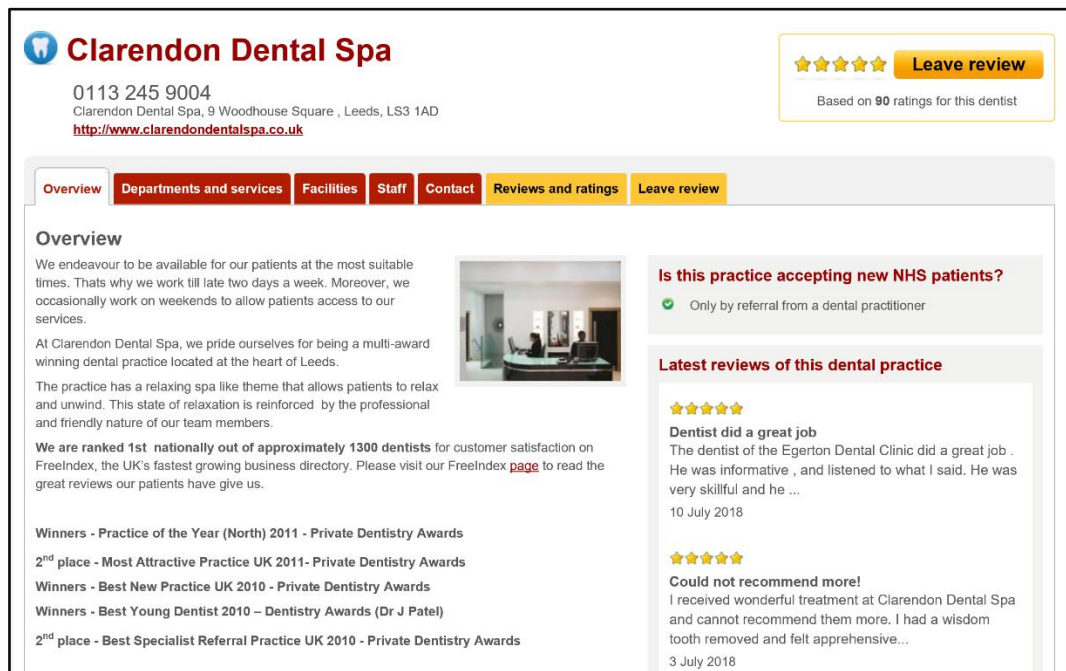 Clarendon Dental Spa
0113 245 9004
Clarendon Dental Spa, 9 Woodhouse Square , Leeds, LS3 1AD
http://www.clarendondentalspa.co.uk
Leave review
Based on 90 ratings for this dentist
Overview
Departments and services
Facilities
Staff
Contact
Reviews and ratings
Leave review
Overview
We endeavour to be available for our patients at the most suitable
times. Thats why we work till late two days a week. Moreover, we
occasionally work on weekends to allow patients access to our
services.
At Clarendon Dental Spa, we pride ourselves for being a multi-award
winning dental practice located at the heart of Leeds.
The practice has a relaxing spa like theme that allows patients to relax
and unwind. This state of relaxation is reinforced by the professional
and friendly nature of our team members.
We are ranked 1st nationally out of approximately 1300 dentists for customer satisfaction on
FreeIndex, the UK's fastest growing business directory. Please visit our FreeIndex page to read the
great reviews our patients have give us.
Winners - Practice of the Year (North) 2011 - Private Dentistry Awards
2nd place - Most Attractive Practice UK 2011- Private Dentistry Awards
Winners - Best New Practice UK 2010 - Private Dentistry Awards
Winners - Best Young Dentist 2010 – Dentistry Awards (Dr J Patel)
2nd place - Best Specialist Referral Practice UK 2010 - Private Dentistry Awards
Is this practice accepting new NHS patients?
Only by referral from a dental practitioner
Latest reviews of this dental practice
Dentist did a great job
The dentist of the Egerton Dental Clinic did a great job .
He was informative , and listened to what I said. He was
very skillful and he ...
10 July 2018
Could not recommend more!
I received wonderful treatment at Clarendon Dental Spa
and cannot recommend them more. I had a wisdom
tooth removed and felt apprehensive...
3 July 2018